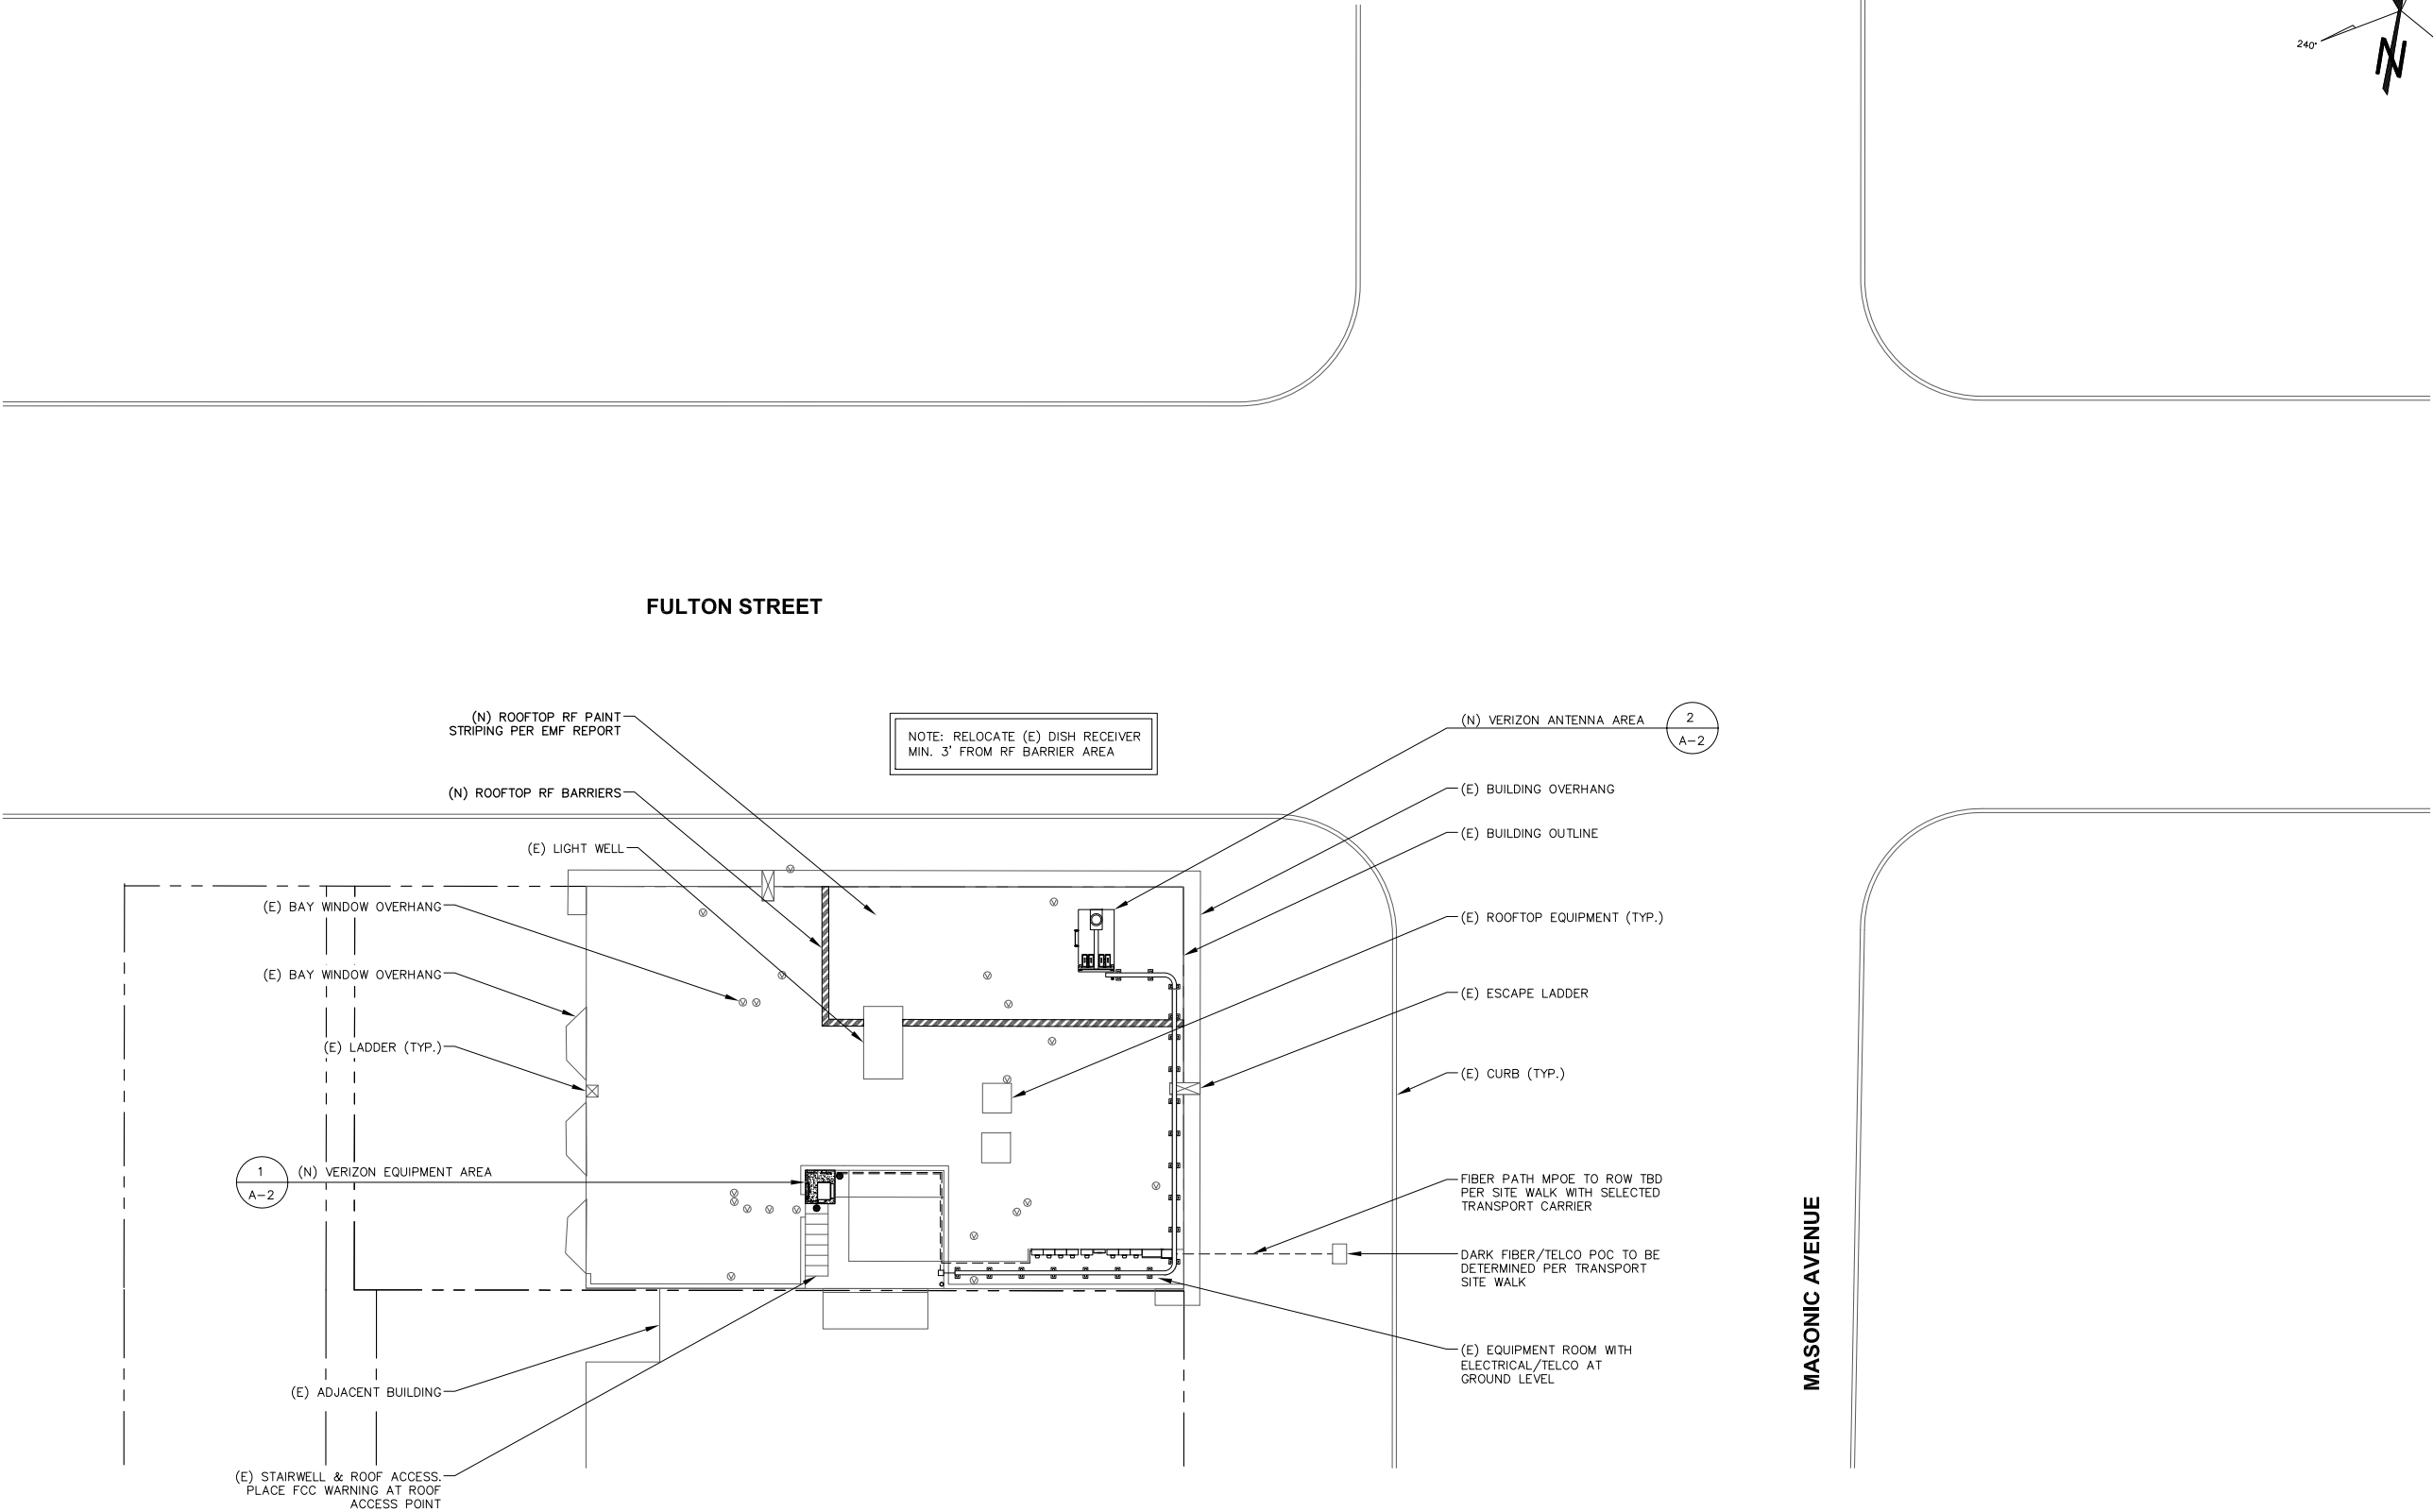 240°
N
FULTON STREET
(N) ROOFTOP RF PAINT
STRIPING PER EMF REPORT
NOTE: RELOCATE (E) DISH RECEIVER
MIN. 3' FROM RF BARRIER AREA
(N) VERIZON ANTENNA AREA
2
A-2
(N) ROOFTOP RF BARRIERS
(E) BUILDING OVERHANG
(E) BUILDING OUTLINE
(E) LIGHT WELL
(E) BAY WINDOW OVERHANG
(E) ROOFTOP EQUIPMENT (TYP.)
(E) BAY WINDOW OVERHANG
(E) ESCAPE LADDER
(E) LADDER (TYP.)
(E) CURB (TYP.)
1
A-2
(N) VERIZON EQUIPMENT AREA
FIBER PATH MPOE TO ROW TBD
PER SITE WALK WITH SELECTED
TRANSPORT CARRIER
DARK FIBER/TELCO POC TO BE
DETERMINED PER TRANSPORT
SITE WALK
MASONIC AVENUE
(E) EQUIPMENT ROOM WITH
ELECTRICAL/TELCO AT
GROUND LEVEL
(E) ADJACENT BUILDING
(E) STAIRWELL & ROOF ACCESS.
PLACE FCC WARNING AT ROOF
ACCESS POINT